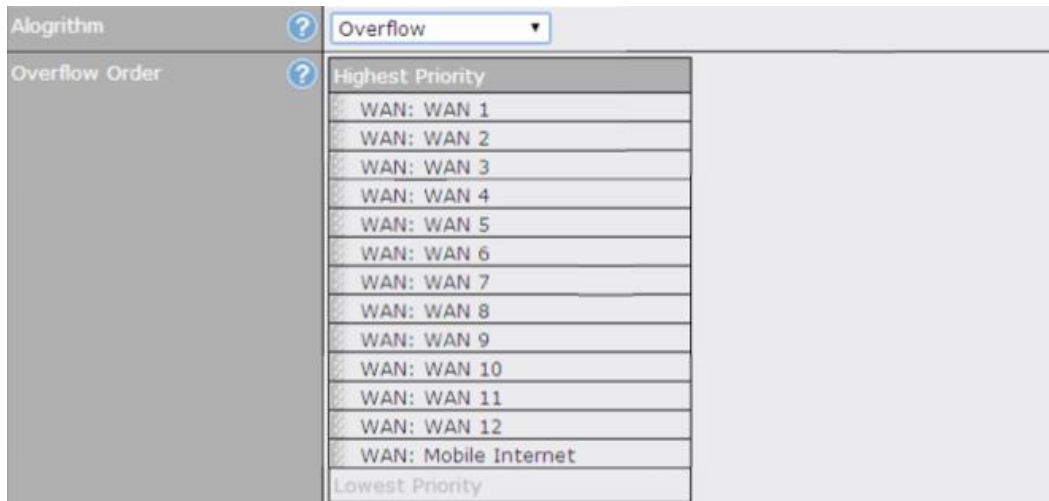 Alogrithm ? Overflow
Overflow Order ? Highest Priority
WAN: WAN 1
WAN: WAN 2
WAN: WAN 3
WAN: WAN 4
WAN: WAN 5
WAN: WAN 6
WAN: WAN 7
WAN: WAN 8
WAN: WAN 9
WAN: WAN 10
WAN: WAN 11
WAN: WAN 12
WAN: Mobile Internet
Lowest Priority